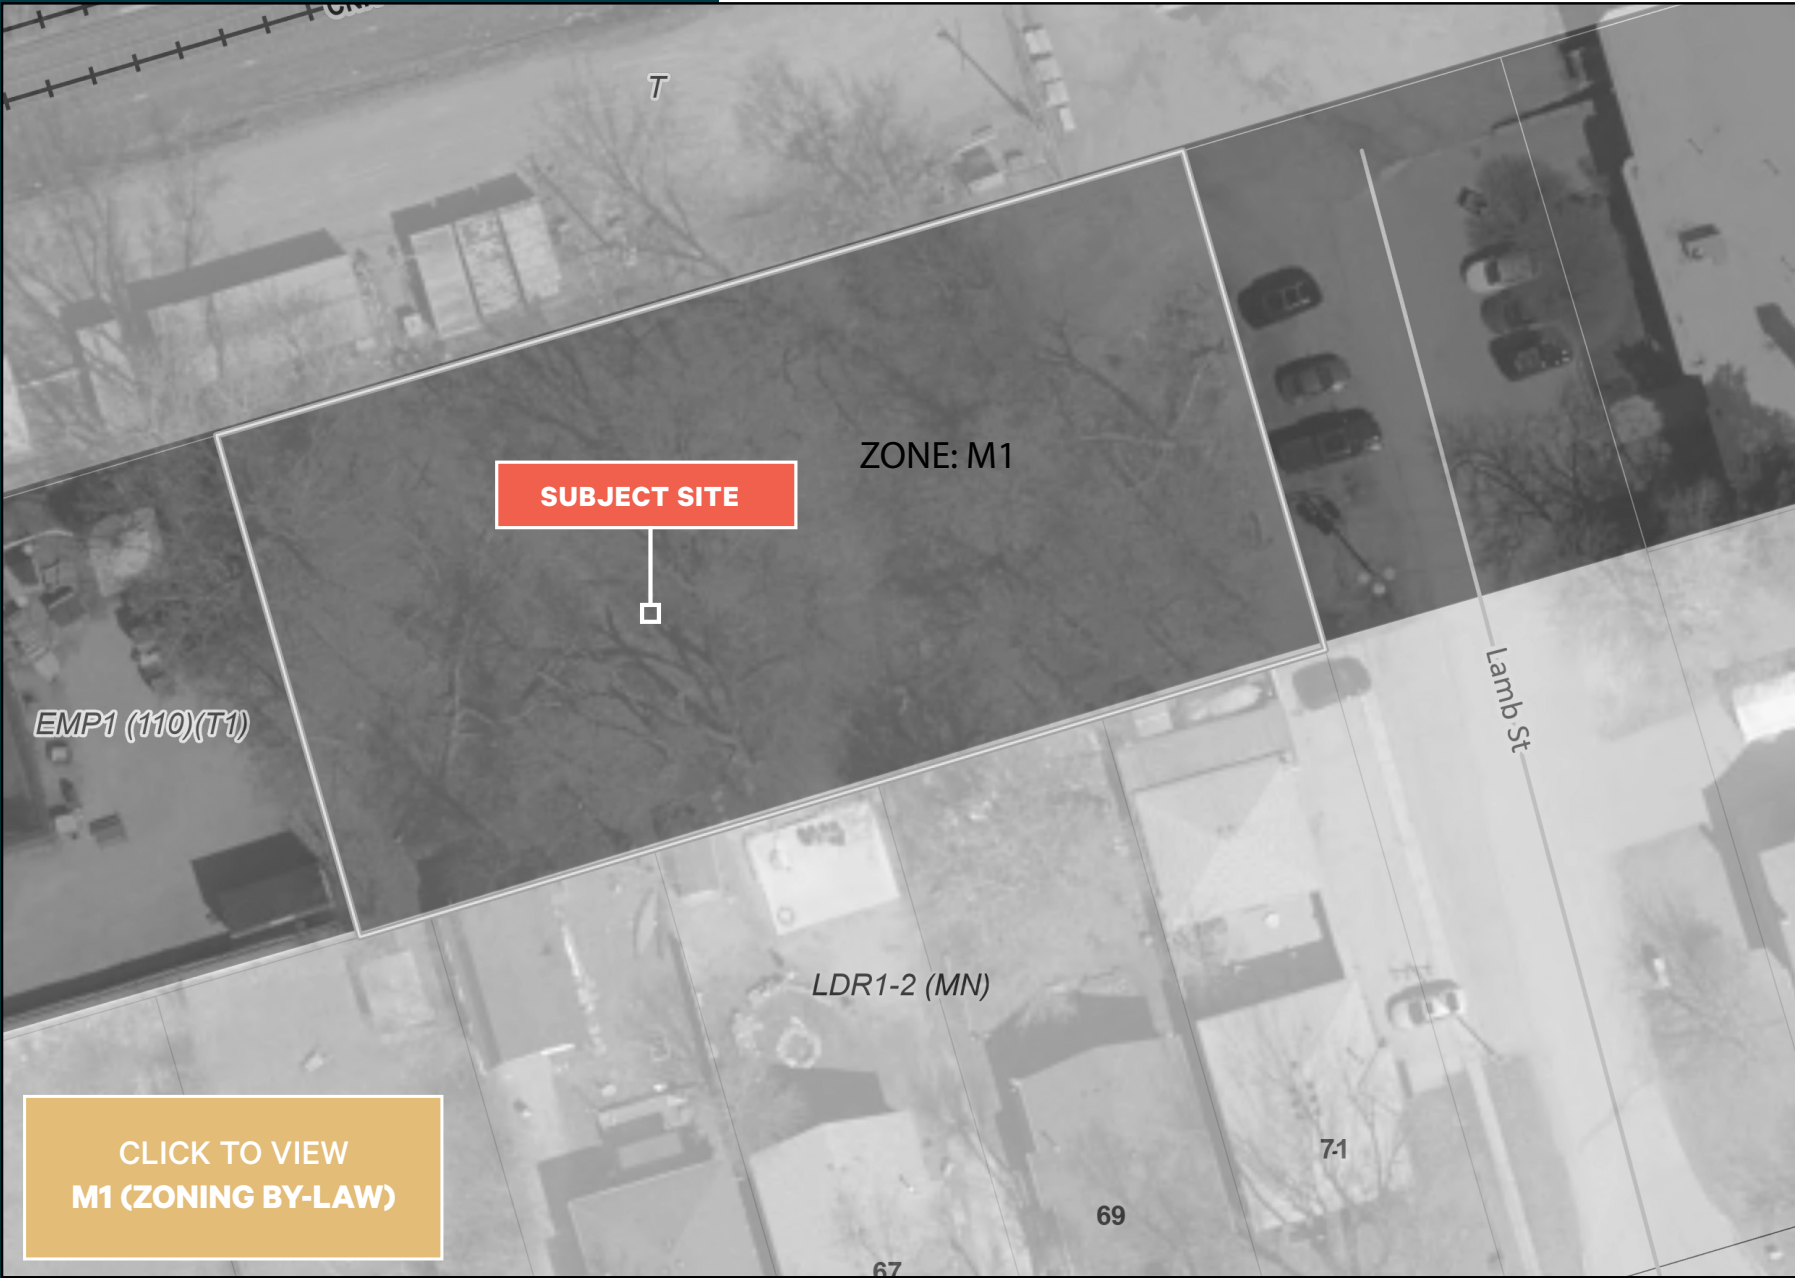 T
ZONE: M1
SUBJECT SITE
EMP1 (110)(T1)
Lamb St
LDR1-2 (MN)
CLICK TO VIEW
M1 (ZONING BY-LAW)
71
69
67